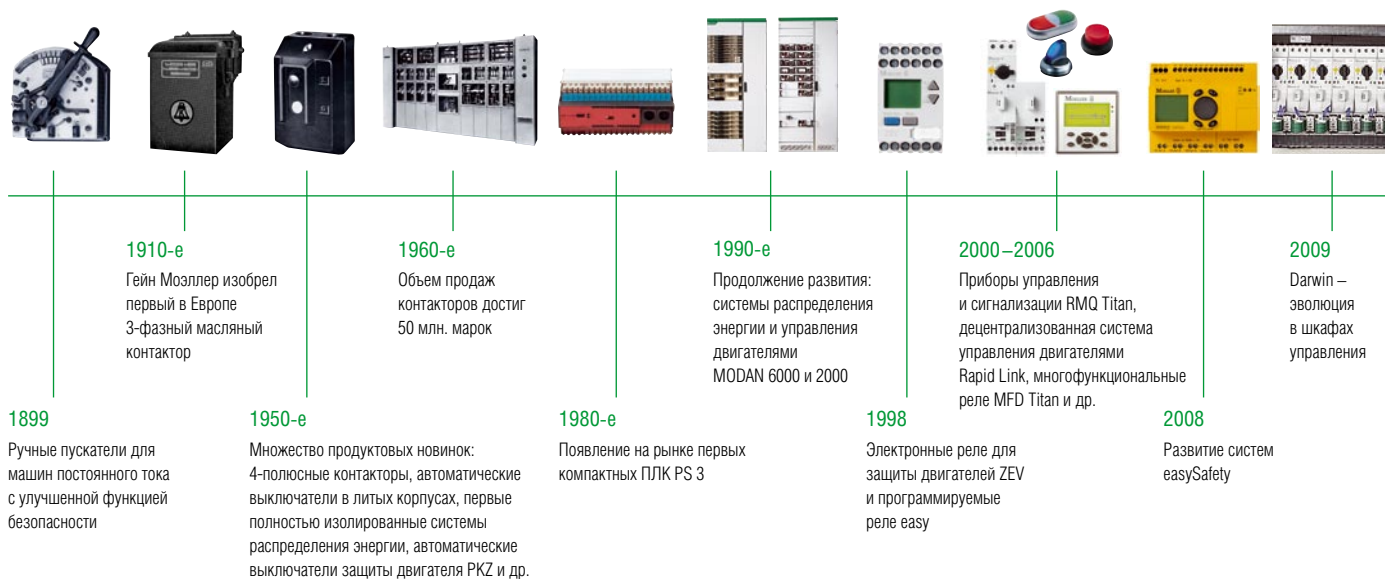 MOELLER
MOELLER
MOELLER
1910-е
Гейн Моэллер изобрел
первый в Европе
3-фазный масляный
контактор
1960-е
Объем продаж
контакторов достиг
50 млн. марок
1990-е
Продолжение развития:
системы распределения
энергии и управления
двигателями
MODAN 6000 и 2000
2000–2006
Приборы управления
и сигнализации RMQ Titan,
децентрализованная система
управления двигателями
Rapid Link, многофункциональные
реле MFD Titan и др.
2009
Darwin –
эволюция
в шкафах
управления
1899
Ручные пускатели для
машин постоянного тока
с улучшенной функцией
безопасности
1950-е
Множество продуктовых новинок:
4-полюсные контакторы, автоматические
выключатели в литых корпусах, первые
полностью изолированные системы
распределения энергии, автоматические
выключатели защиты двигателя PKZ и др.
1980-е
Появление на рынке первых
компактных ПЛК PS 3
1998
Электронные реле для
защиты двигателей ZEV
и программируемые
реле easy
2008
Развитие систем
easySafety